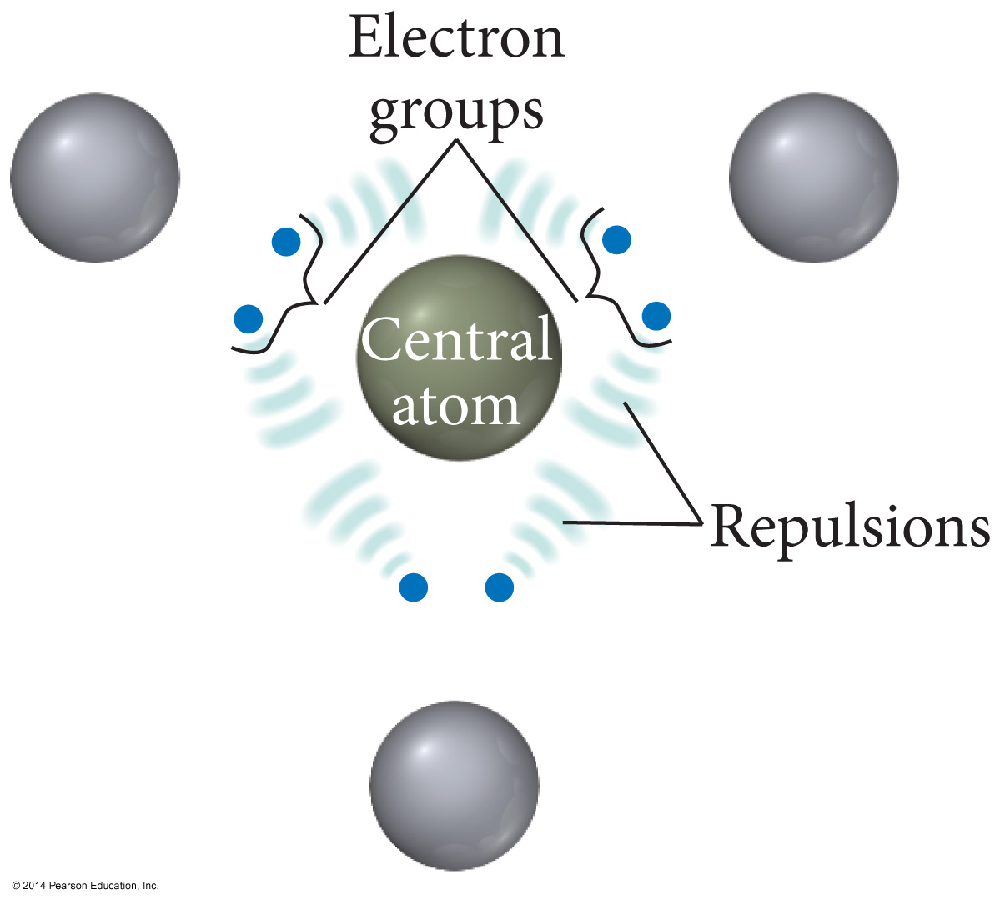 Electron
groups
Central
atom
Repulsions
© 2014 Pearson Education, Inc.